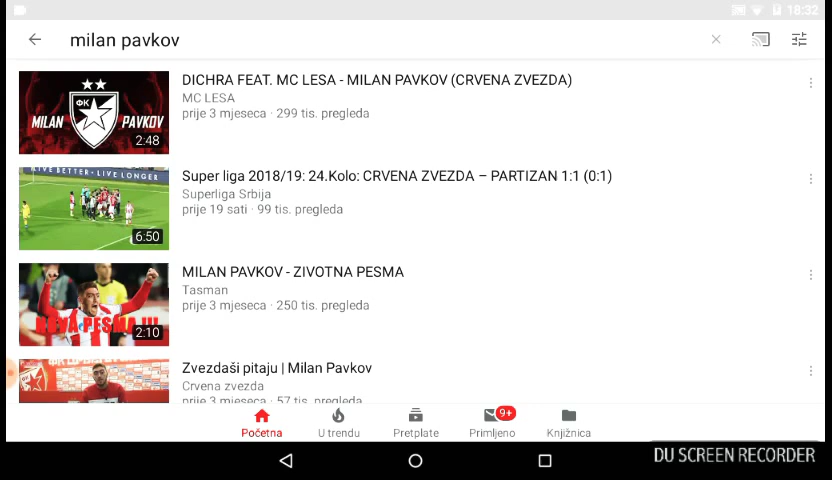 18:32
milan pavkov
DICHRA FEAT. MC LESA - MILAN PAVKOV (CRVENA ZVEZDA)
MC LESA
prije 3 mjeseca · 299 tis. pregleda
ФК
MILAN PAVKOV
2:48
LIVE BETTER · LIVE LONGER
Super liga 2018/19: 24.Kolo: CRVENA ZVEZDA – PARTIZAN 1:1 (0:1)
Superliga Srbija
prije 19 sati · 99 tis. pregleda
6:50
MILAN PAVKOV - ZIVOTNA PESMA
Tasman
prije 3 mjeseca · 250 tis. pregleda
NOVA PESMA !!!
2:10
Zvezdaši pitaju | Milan Pavkov
Crvena zvezda
prije 3 mjeseca · 57 tis. pregleda
9+
Početna
U trendu
Pretplate
Primljeno
Knjižnica
DU SCREEN RECORDER